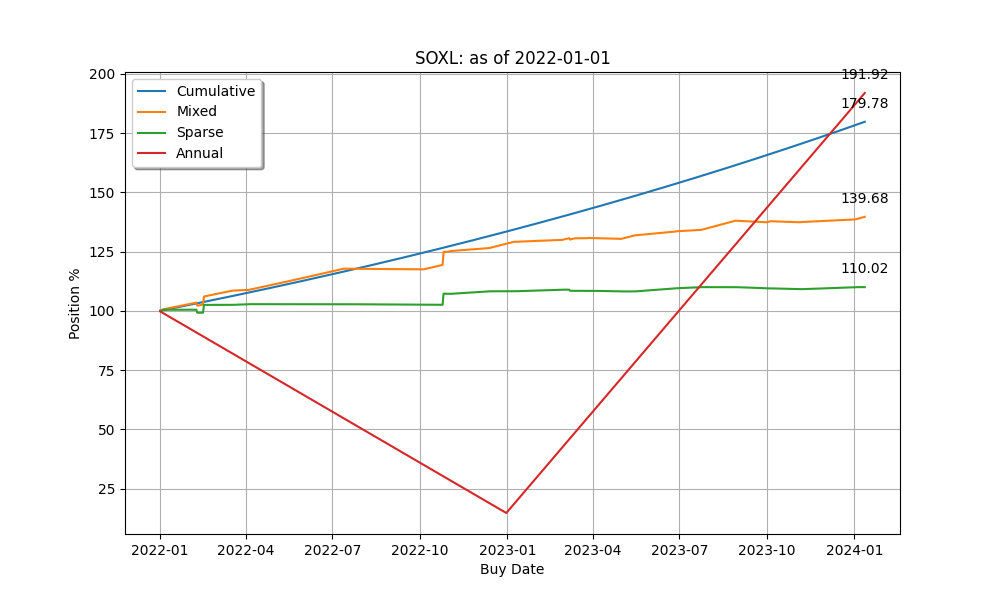 SOXL: as of 2022-01-01
Cumulative
Mixed
Sparse
Annual
191.92
179.78
139.68
110.02
200
175
150
125
100
75
50
25
Position %
2022-01 2022-04 2022-07 2022-10 2023-01 2023-04 2023-07 2023-10 2024-01
Buy Date